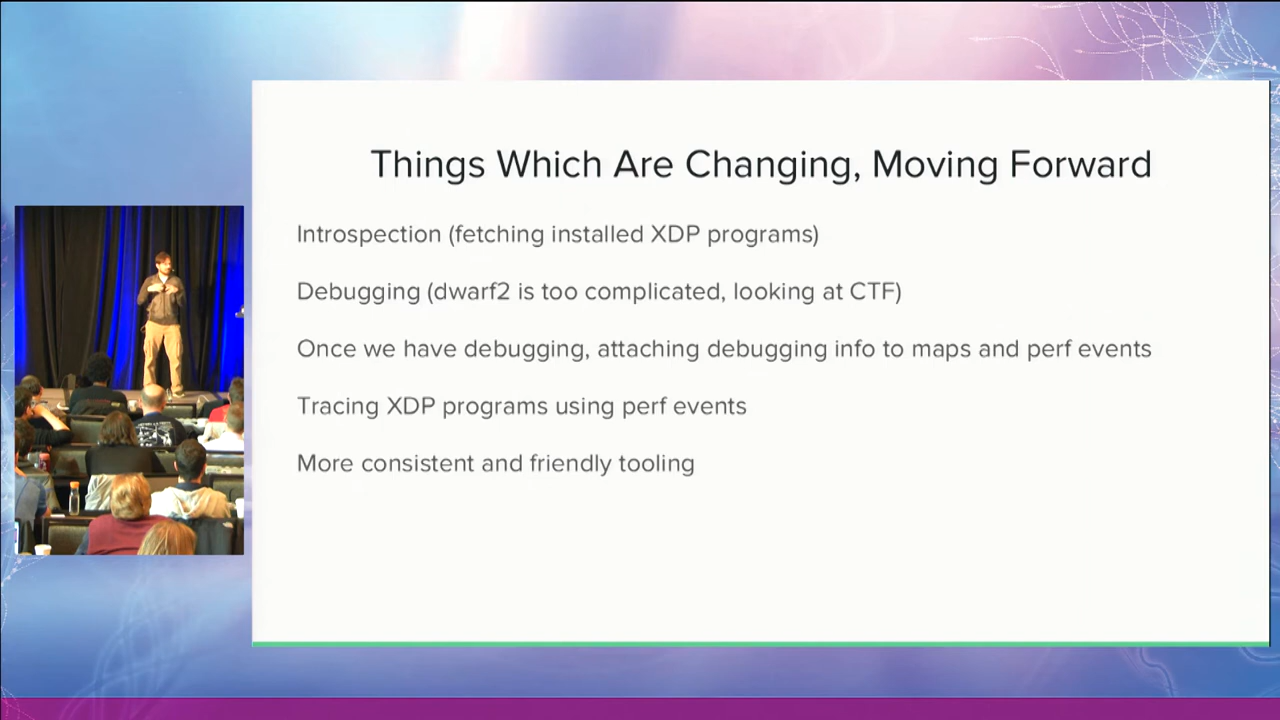 Things Which Are Changing, Moving Forward
Introspection (fetching installed XDP programs)
Debugging (dwarf2 is too complicated, looking at CTF)
Once we have debugging, attaching debugging info to maps and perf events
Tracing XDP programs using perf events
More consistent and friendly tooling